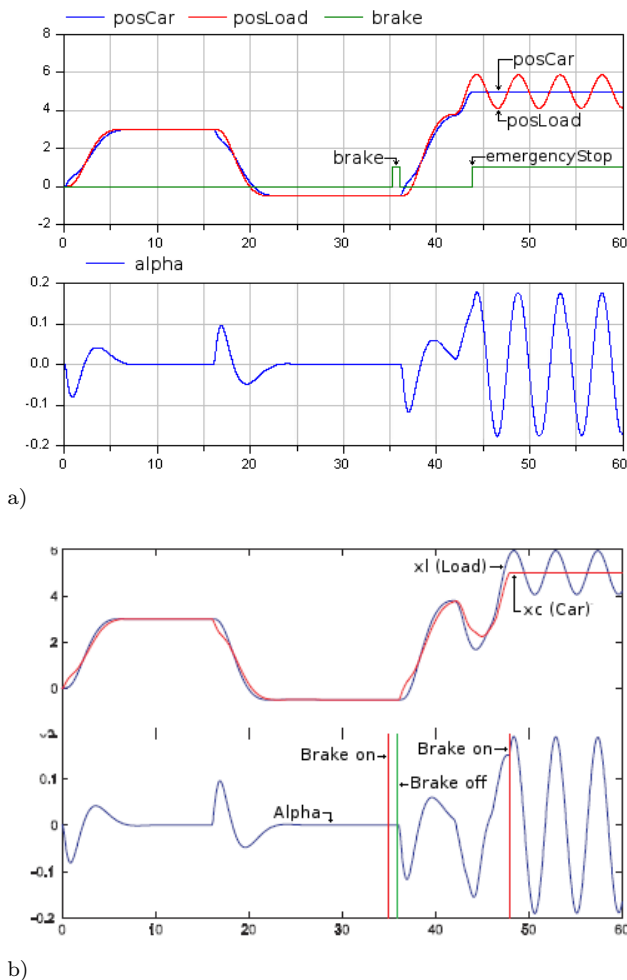 posCar posLoad brake
8
6
4
2
0
-2
posCar
posLoad
brake
emergencyStop
0 10 20 30 40 50 60
alpha
0.2
0.1
0.0
-0.1
-0.2
0 10 20 30 40 50 60
a)
6
4
2
0
xl (Load)
xc (Car)
Brake on
Brake on
Brake off
Alpha
0.1
0
-0.1
-0.2
0 10 20 30 40 50 60
b)